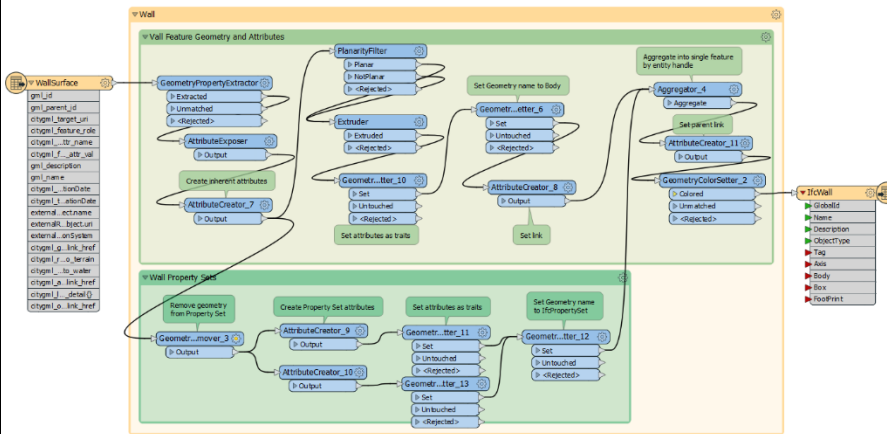 Wall
Wall Feature Geometry and Attributes
WallSurface
gml_id
gml_parent_id
citygml_target_uri
citygml_feature_role
citygml_...ttr_name
citygml_f..._attr_val
gml_description
gml_name
citygml_...tionDate
citygml_t...ationDate
external...ect.name
externalR...bject.uri
external...onSystem
citygml_g...link_href
citygml_r...o_terrain
citygml_...to_water
citygml_a...link_href
citygml_l..._detail{}
citygml_o...link_href
GeometryPropertyExtractor
Extracted
Unmatched
<Rejected>
AttributeExposer
Output
Create inherent attributes
AttributeCreator_7
Output
PlanarityFilter
Planar
NotPlanar
<Rejected>
Extruder
Extruded
<Rejected>
Geometr...tter_10
Set
Untouched
<Rejected>
Set attributes as traits
Set Geometry name to Body
Geometr...etter_6
Set
Untouched
<Rejected>
AttributeCreator_8
Output
Set link
Aggregate into single feature
by entity handle
Aggregator_4
Aggregate
Set parent link
AttributeCreator_11
Output
GeometryColorSetter_2
Colored
Unmatched
<Rejected>
IfcWall
GlobalId
Name
Description
ObjectType
Tag
Axis
Body
Box
FootPrint
Wall Property Sets
Remove geometry
from Property Set
Geometr...mover_3
Output
Create Property Set attributes
AttributeCreator_9
Output
AttributeCreator_10
Output
Set attributes as traits
Geometr...tter_11
Set
Untouched
<Rejected>
Geometr...tter_13
Set
Untouched
<Rejected>
Set Geometry name
to IfcPropertySet
Geometr...tter_12
Set
Untouched
<Rejected>